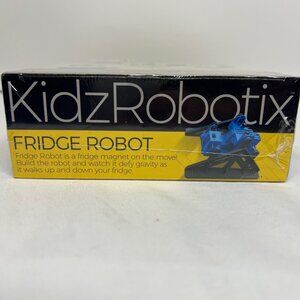 KidzRobotix
FRIDGE ROBOT
Fridge Robot is a fridge magnet on the move!
Build the robot and watch it defy gravity as
it walks up and down your fridge.